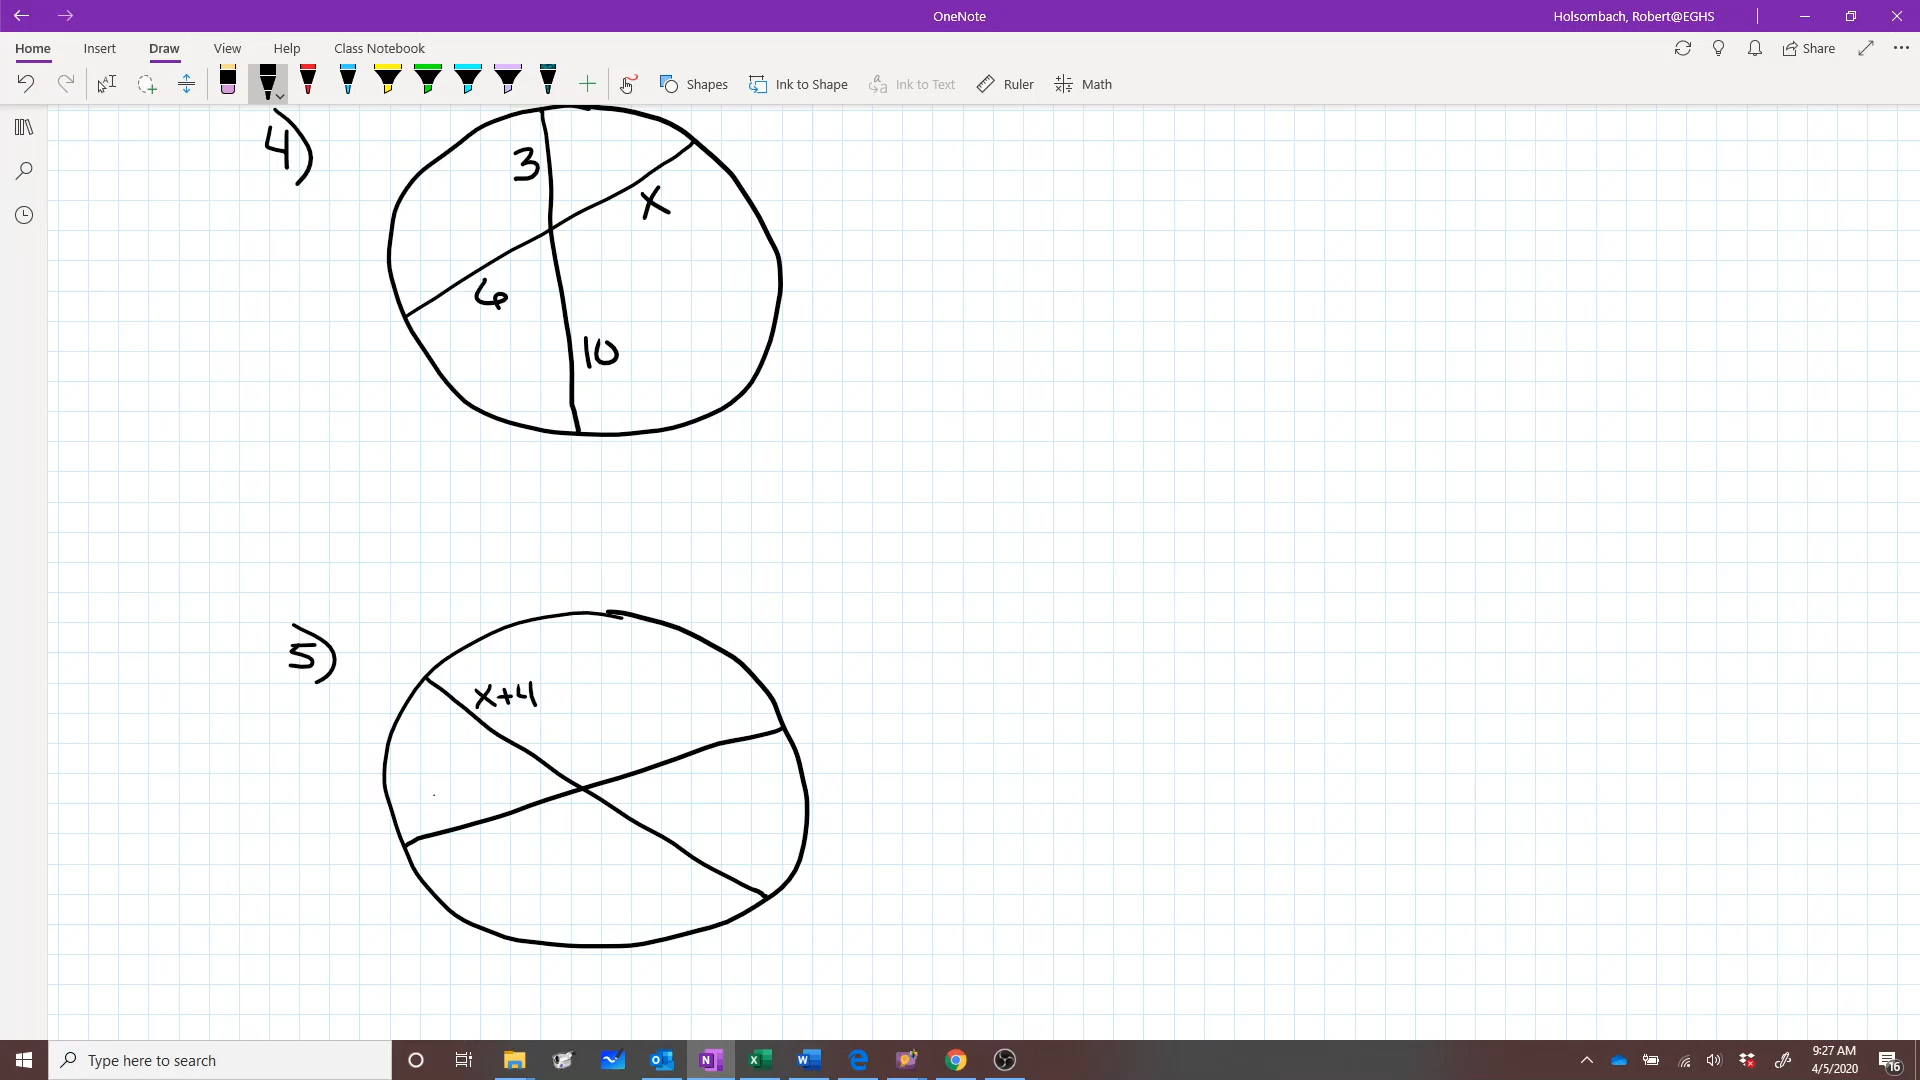 OneNote
Holsombach, Robert@EGHS
Home Insert Draw View Help Class Notebook
Share
Shapes Ink to Shape Ink to Text Ruler Math
4)
3
x
6
10
5)
x+4
Type here to search
9:27 AM
4/5/2020
16